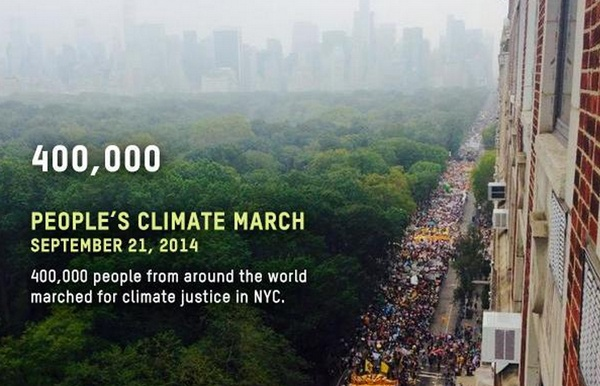 400,000
PEOPLE'S CLIMATE MARCH
SEPTEMBER 21, 2014
400,000 people from around the world
marched for climate justice in NYC.